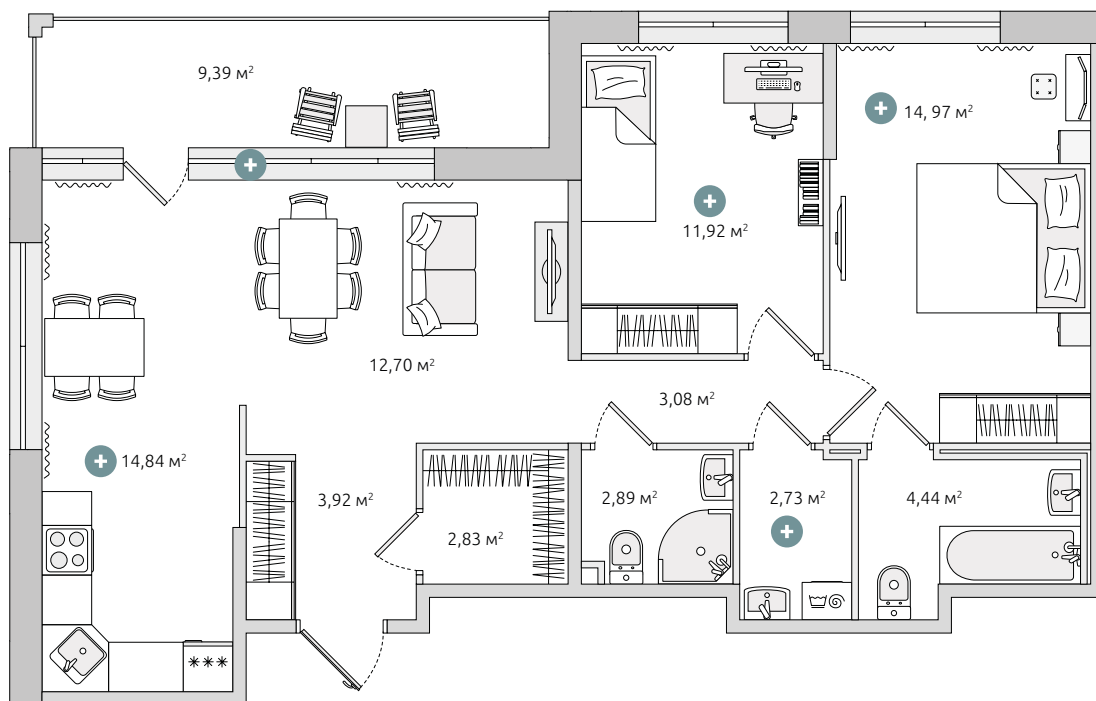 9,39 м²
14, 97 м²
11,92 м²
12,70 м²
3,08 м²
14,84 м²
3,92 м²
2,83 м²
2,89 м²
2,73 м²
4,44 м²